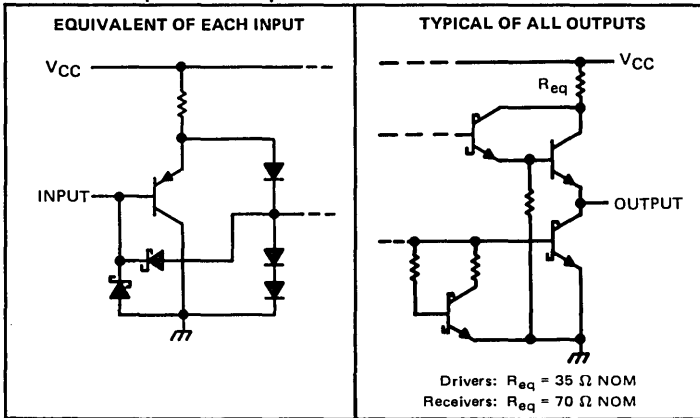 EQUIVALENT OF EACH INPUT
VCC
INPUT
TYPICAL OF ALL OUTPUTS
VCC
Req
OUTPUT
Drivers: Req = 35 Ω NOM
Receivers: Req = 70 Ω NOM